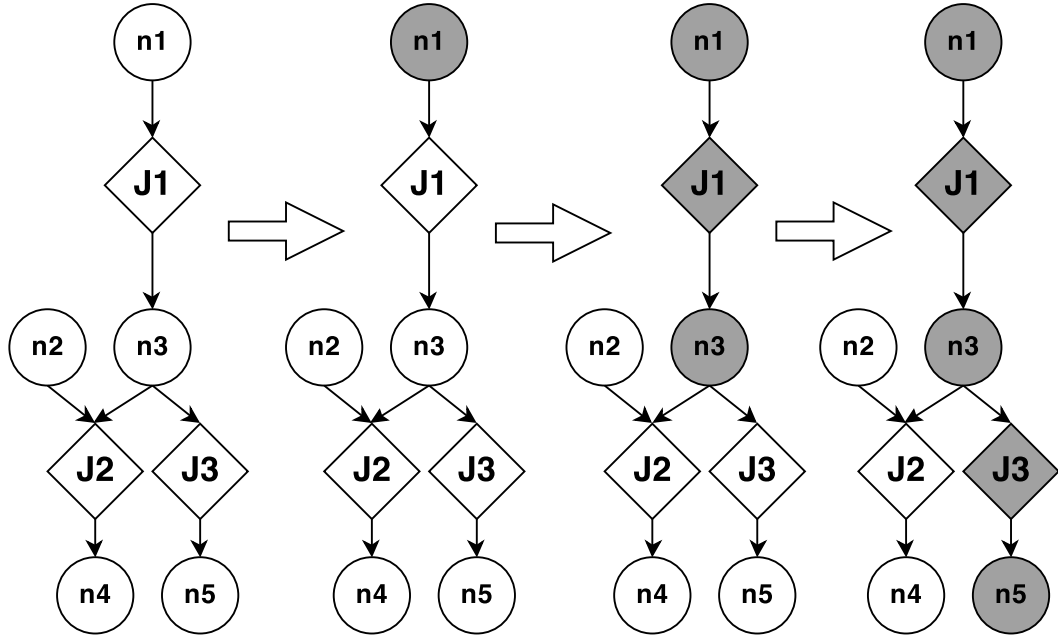 n1 n1 n1 n1
J1 J1 J1 J1
n2 n3 n2 n3 n2 n3 n2 n3
J2 J3 J2 J3 J2 J3 J2 J3
n4 n5 n4 n5 n4 n5 n4 n5